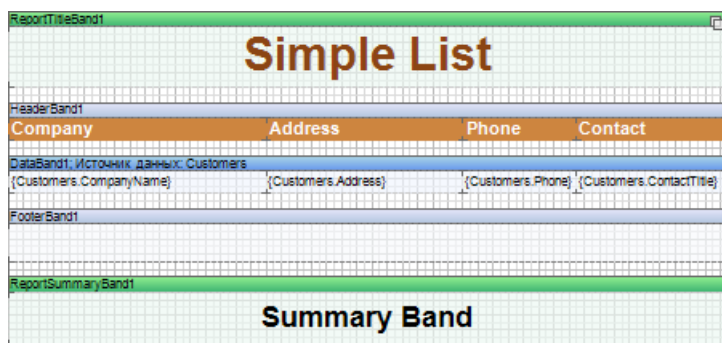 ReportTitleBand1
Simple List
HeaderBand1
Company Address Phone Contact
DataBand1; Источник данных: Customers
{Customers.CompanyName} {Customers.Address} {Customers.Phone} {Customers.ContactTitle}
FooterBand1
ReportSummaryBand1
Summary Band